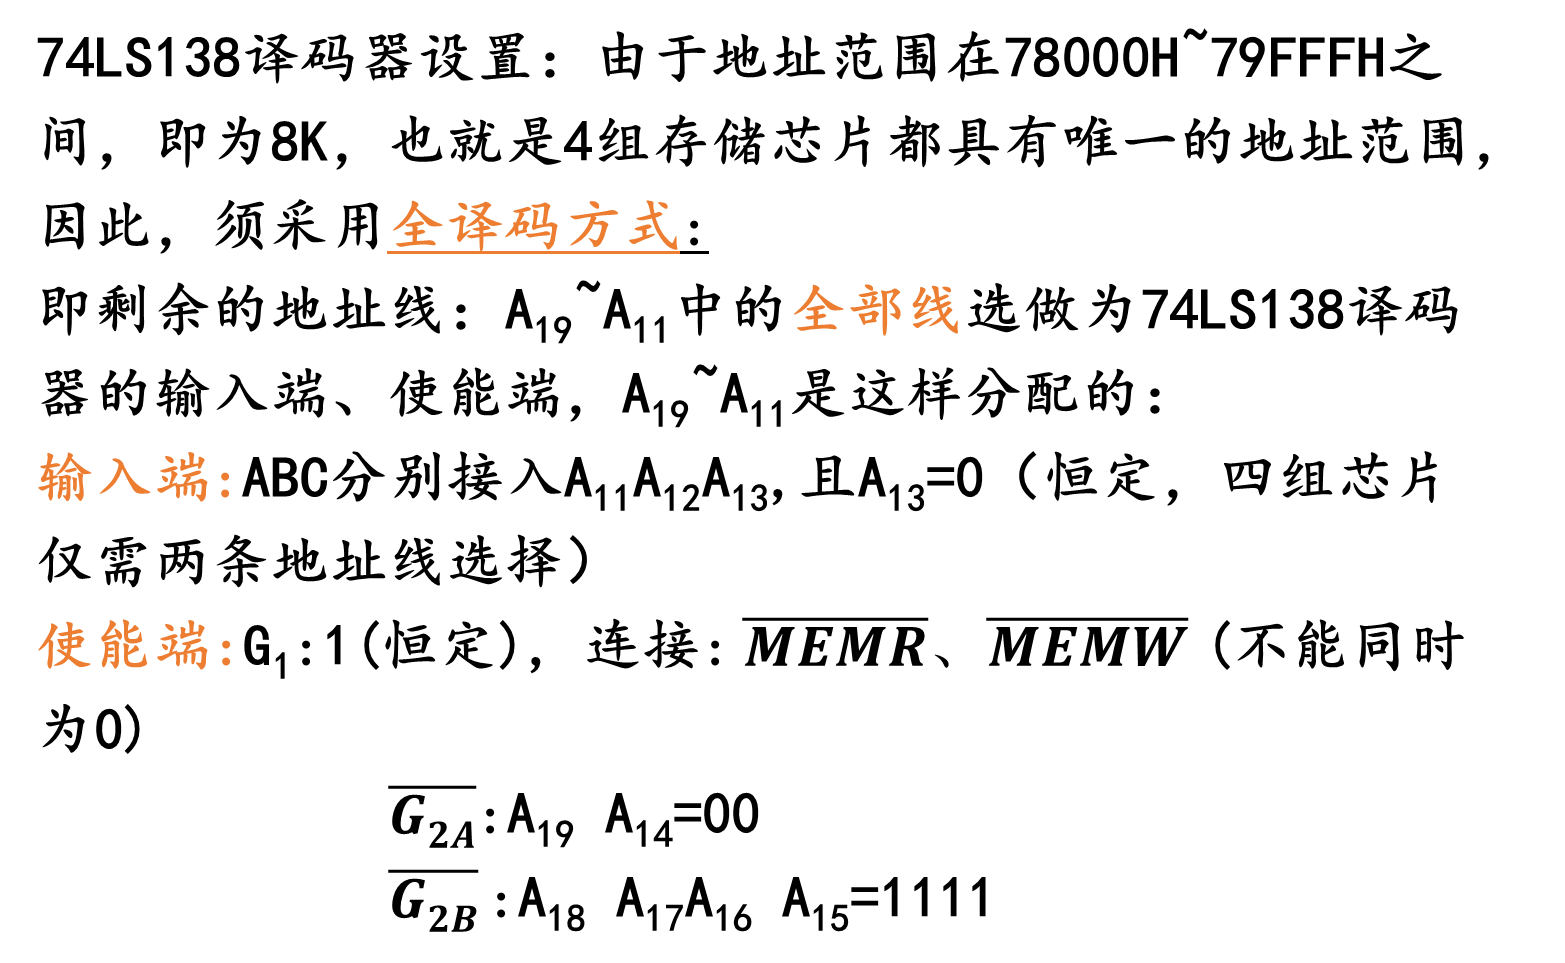 74LS138译码器设置：由于地址范围在78000H~79FFFH之
间，即为8K，也就是4组存储芯片都具有唯一的地址范围，
因此，须采用全译码方式：
即剩余的地址线：A₁₉~A₁₁中的全部线选做为74LS138译码
器的输入端、使能端，A₁₉~A₁₁是这样分配的：
输入端:ABC分别接入A₁₁A₁₂A₁₃,且A₁₃=0（恒定，四组芯片
仅需两条地址线选择）
使能端:G₁:1(恒定)，连接:M̅E̅M̅R̅、M̅E̅M̅W̅(不能同时
为0)
G̅₂A̅:A₁₉ A₁₄=00
G̅₂B̅:A₁₈ A₁₇A₁₆ A₁₅=1111